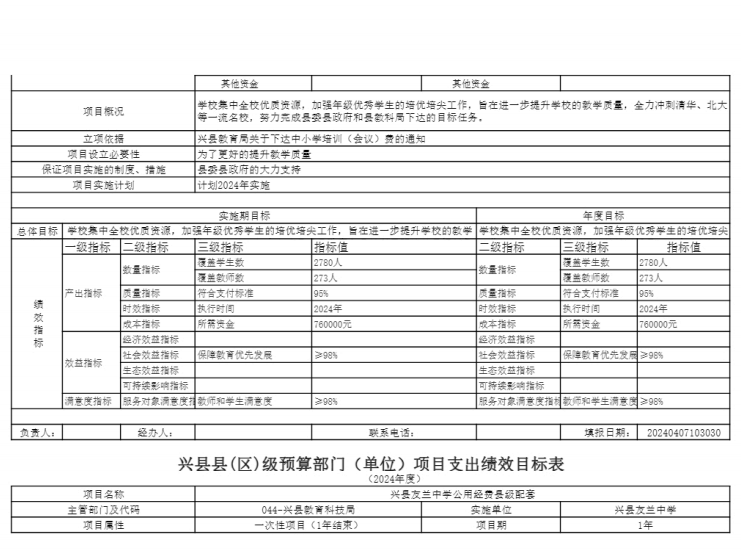 其他资金 其他资金
项目概况 学校集中全校优质资源，加强年级优秀学生的培优培尖工作，旨在进一步提升学校的教学质量，全力冲刺清华、北大
等一流名校，努力完成县委县政府和县教科局下达的目标任务。
立项依据 兴县教育局关于下达中小学培训（会议）费的通知
项目设立必要性 为了更好的提升教学质量
保证项目实施的制度、措施 县委县政府的大力支持
项目实施计划 计划2024年实施
实施期目标 年度目标
总体目标 学校集中全校优质资源，加强年级优秀学生的培优培尖工作，旨在进一步提升学校的教学 学校集中全校优质资源，加强年级优秀学生的培优培尖
绩效指标 一级指标 二级指标 三级指标 指标值 二级指标 三级指标 指标值
产出指标 数量指标 覆盖学生数 2780人 数量指标 覆盖学生数 2780人
覆盖教师数 273人 覆盖教师数 273人
质量指标 符合支付标准 95% 质量指标 符合支付标准 95%
时效指标 执行时间 2024年 时效指标 执行时间 2024年
成本指标 所需资金 760000元 成本指标 所需资金 760000元
效益指标 经济效益指标 经济效益指标
社会效益指标 保障教育优先发展 ≥98% 社会效益指标 保障教育优先发展 ≥98%
生态效益指标 生态效益指标
可持续影响指标 可持续影响指标
满意度指标 服务对象满意度指 教师和学生满意度 ≥98% 服务对象满意度指标 教师和学生满意度 ≥98%
负责人： 经办人： 联系电话： 填报日期： 20240407103030
兴县县(区)级预算部门（单位）项目支出绩效目标表
（2024年度）
项目名称 兴县友兰中学公用经费县级配套
主管部门及代码 044-兴县教育科技局 实施单位 兴县友兰中学
项目属性 一次性项目（1年结束） 项目期 1年